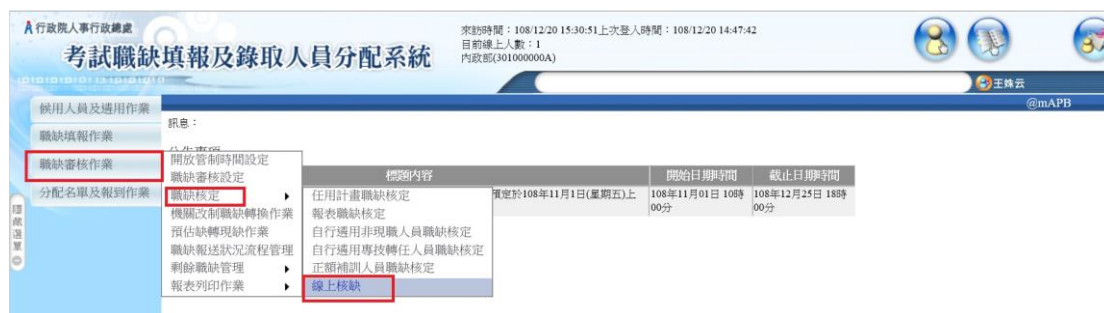 行政院人事行政總處
考試職缺填報及錄取人員分配系統
來訪時間：108/12/20 15:30:51上次登入時間：108/12/20 14:47:42
目前線上人數：1
內政部(301000000A)
王姝云
@mAPB
候用人員及遴用作業
職缺填報作業
職缺審核作業
分配名單及報到作業
隱藏選單
訊息：
開放管制時間設定
職缺審核設定
職缺核定
機關改制職缺轉換作業
預估缺轉現缺作業
職缺報送狀況流程管理
剩餘職缺管理
報表列印作業
任用計畫職缺核定
報表職缺核定
自行遴用非現職人員職缺核定
自行遴用專技轉任人員職缺核定
正額補訓人員職缺核定
線上核缺
標題內容 開始日期時間 截止日期時間
預定於108年11月1日(星期五)上 108年11月01日 10時 108年12月25日 18時
00分 00分